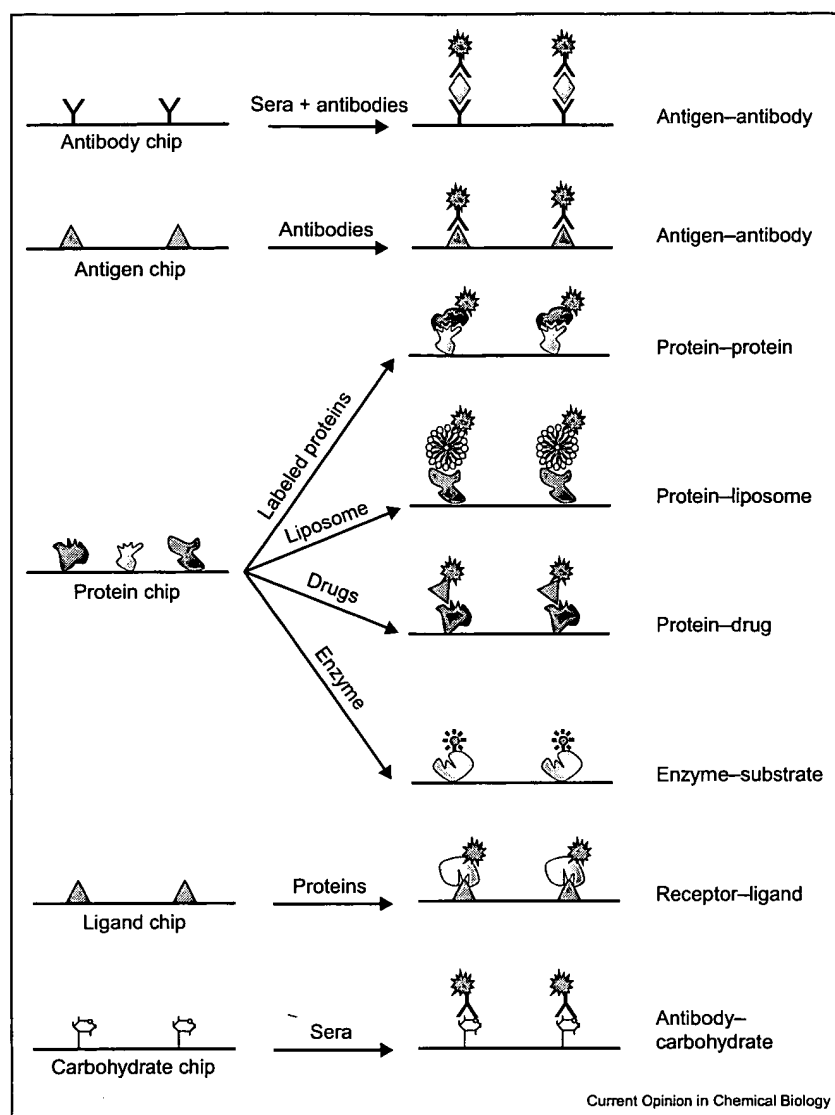 Sera + antibodies
Antibody chip
Antigen–antibody
Antibodies
Antigen chip
Antigen–antibody
Labeled proteins
Protein–protein
Liposome
Protein–liposome
Protein chip
Drugs
Protein–drug
Enzyme
Enzyme–substrate
Proteins
Ligand chip
Receptor–ligand
Sera
Carbohydrate chip
Antibody–
carbohydrate
Current Opinion in Chemical Biology